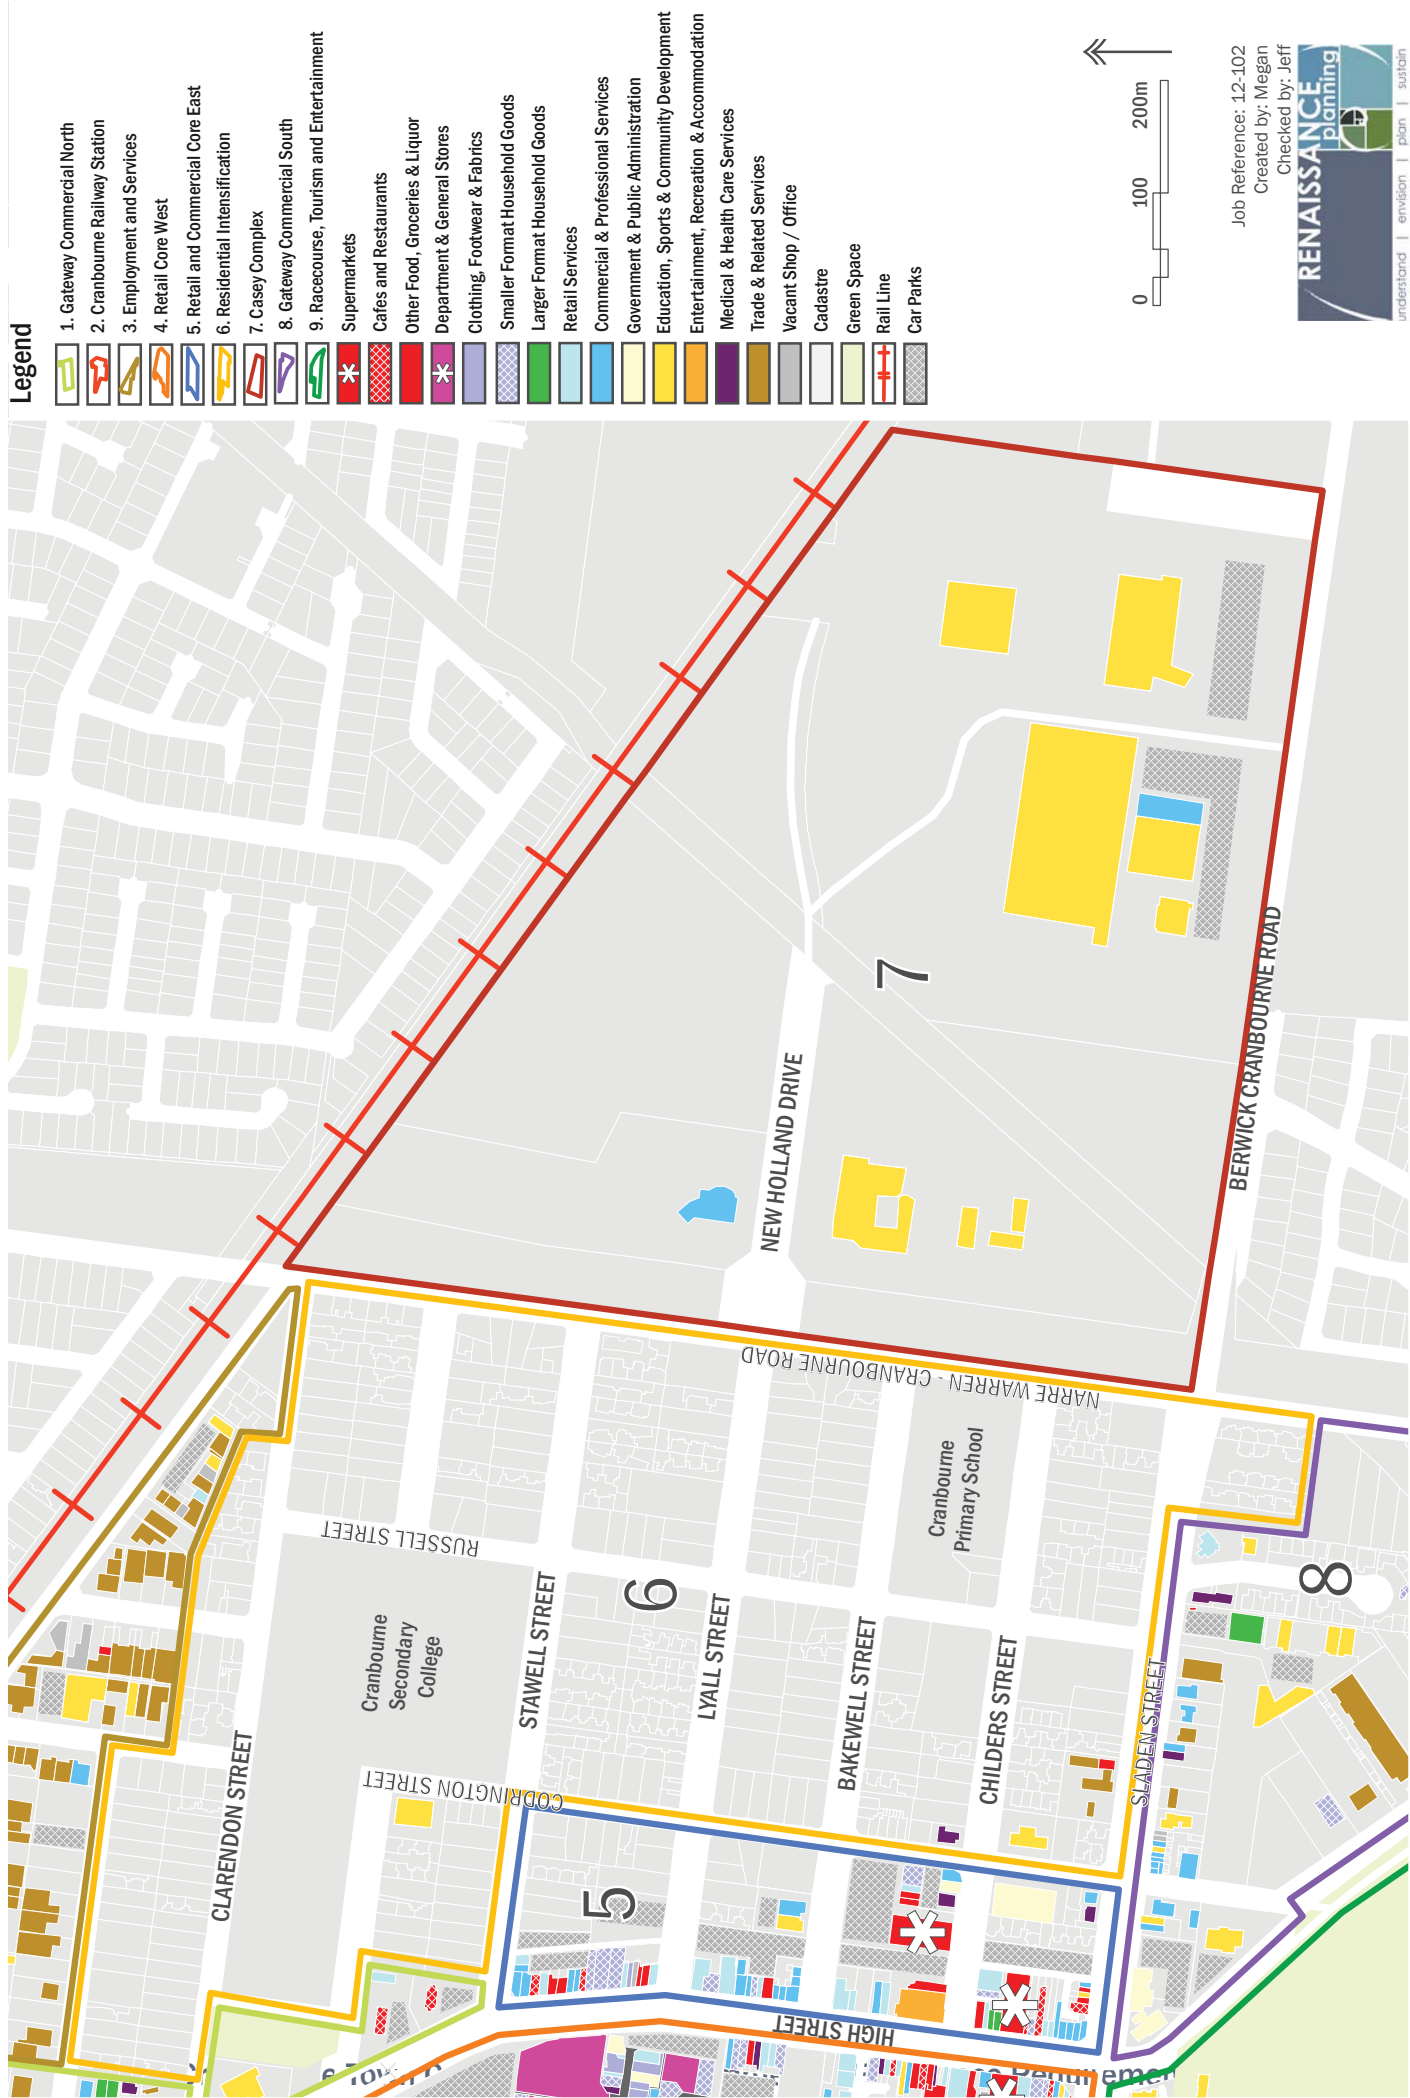 Legend
1. Gateway Commercial North
2. Cranbourne Railway Station
3. Employment and Services
4. Retail Core West
5. Retail and Commercial Core East
6. Residential Intensification
7. Casey Complex
8. Gateway Commercial South
9. Racecourse, Tourism and Entertainment
Supermarkets
Cafes and Restaurants
Other Food, Groceries & Liquor
Department & General Stores
Clothing, Footwear & Fabrics
Smaller Format Household Goods
Larger Format Household Goods
Retail Services
Commercial & Professional Services
Government & Public Administration
Education, Sports & Community Development
Entertainment, Recreation & Accommodation
Medical & Health Care Services
Trade & Related Services
Vacant Shop / Office
Cadastre
Green Space
Rail Line
Car Parks
0 100 200m
Job Reference: 12-102
Created by: Megan
Checked by: Jeff
RENAISSANCE
planning
understand | envision | plan | sustain
7
NEW HOLLAND DRIVE
BERWICK CRANBOURNE ROAD
NARRE WARREN - CRANBOURNE ROAD
Cranbourne
Primary School
RUSSELL STREET
Cranbourne
Secondary
College
STAWELL STREET
6
LYALL STREET
BAKEWELL STREET
CHILDERS STREET
SLADEN STREET
8
CLARENDON STREET
CODRINGTON STREET
5
HIGH STREET